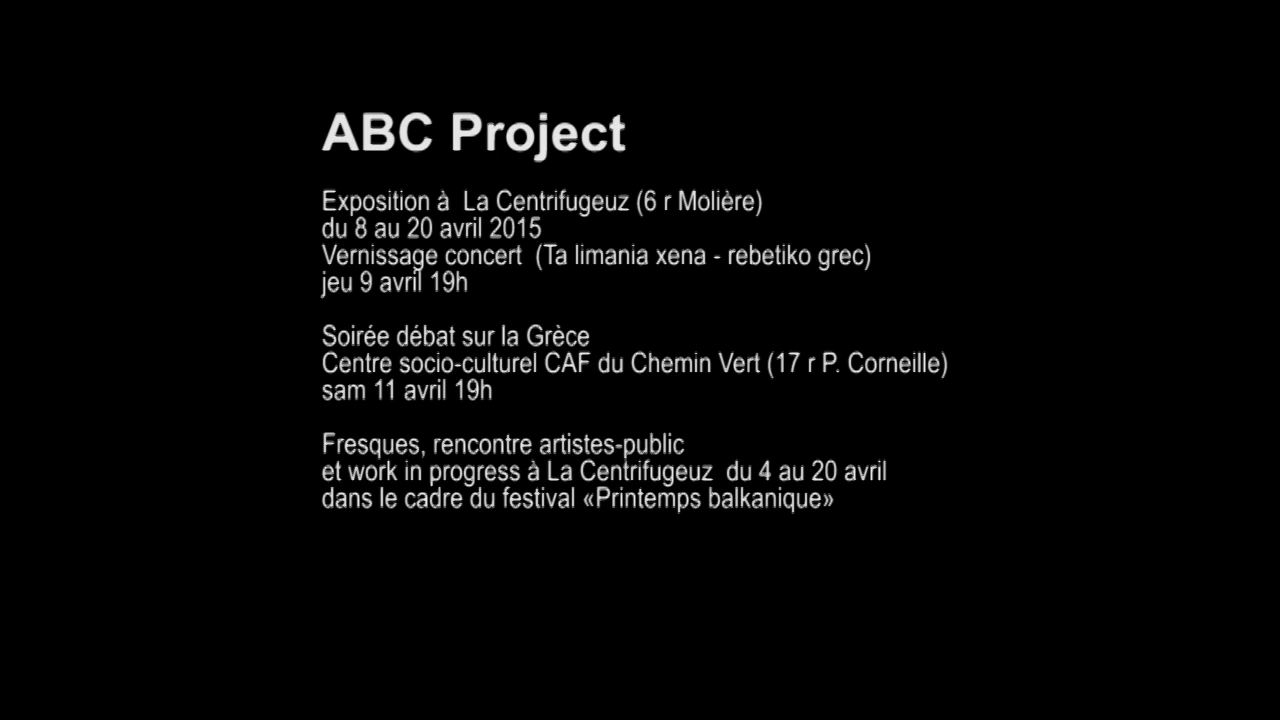 ABC Project
Exposition à  La Centrifugeuz (6 r Molière)
du 8 au 20 avril 2015
Vernissage concert  (Ta limania xena - rebetiko grec)
jeu 9 avril 19h
Soirée débat sur la Grèce
Centre socio-culturel CAF du Chemin Vert (17 r P. Corneille)
sam 11 avril 19h
Fresques, rencontre artistes-public
et work in progress à La Centrifugeuz  du 4 au 20 avril
dans le cadre du festival «Printemps balkanique»